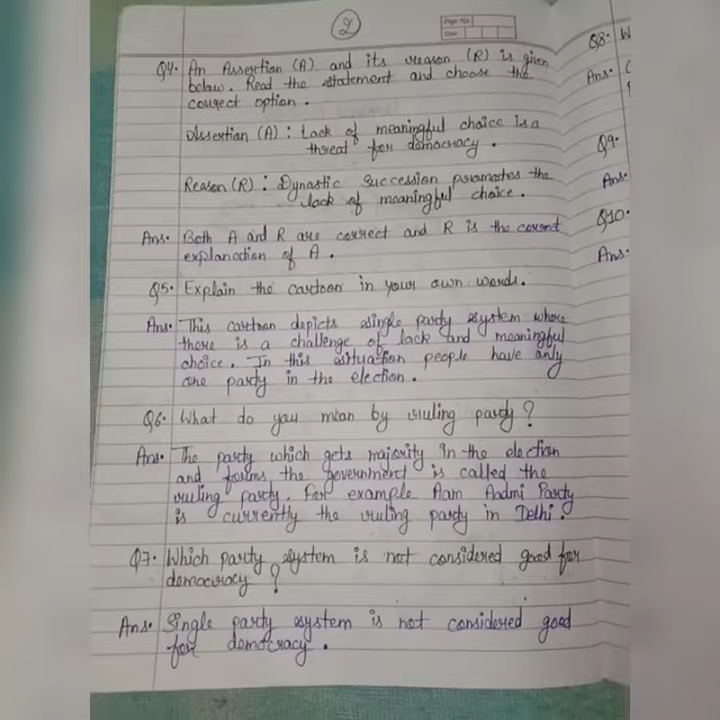 2
Page No.
Date
Q4. An Assertion (A) and its reason (R) is given
below. Read the statement and choose the
correct option.
Assertion (A) : Lack of meaningful choice is a
threat for democracy.
Reason (R) : Dynastic Succession promotes the
lack of meaningful choice.
Ans. Both A and R are correct and R is the correct
explanation of A.
Q5. Explain the cartoon in your own words.
Ans. This cartoon depicts single party system where
there is a challenge of lack and meaningful
choice. In this situation people have only
one party in the election.
Q6. What do you mean by ruling party?
Ans. The party which gets majority in the election
and forms the government is called the
ruling party. For example Aam Aadmi Party
is currently the ruling party in Delhi.
Q7. Which party system is not considered good for
democracy?
Ans. Single party system is not considered good
for democracy.
Q8. W
Ans.
Q9.
Ans.
Q10.
Ans.